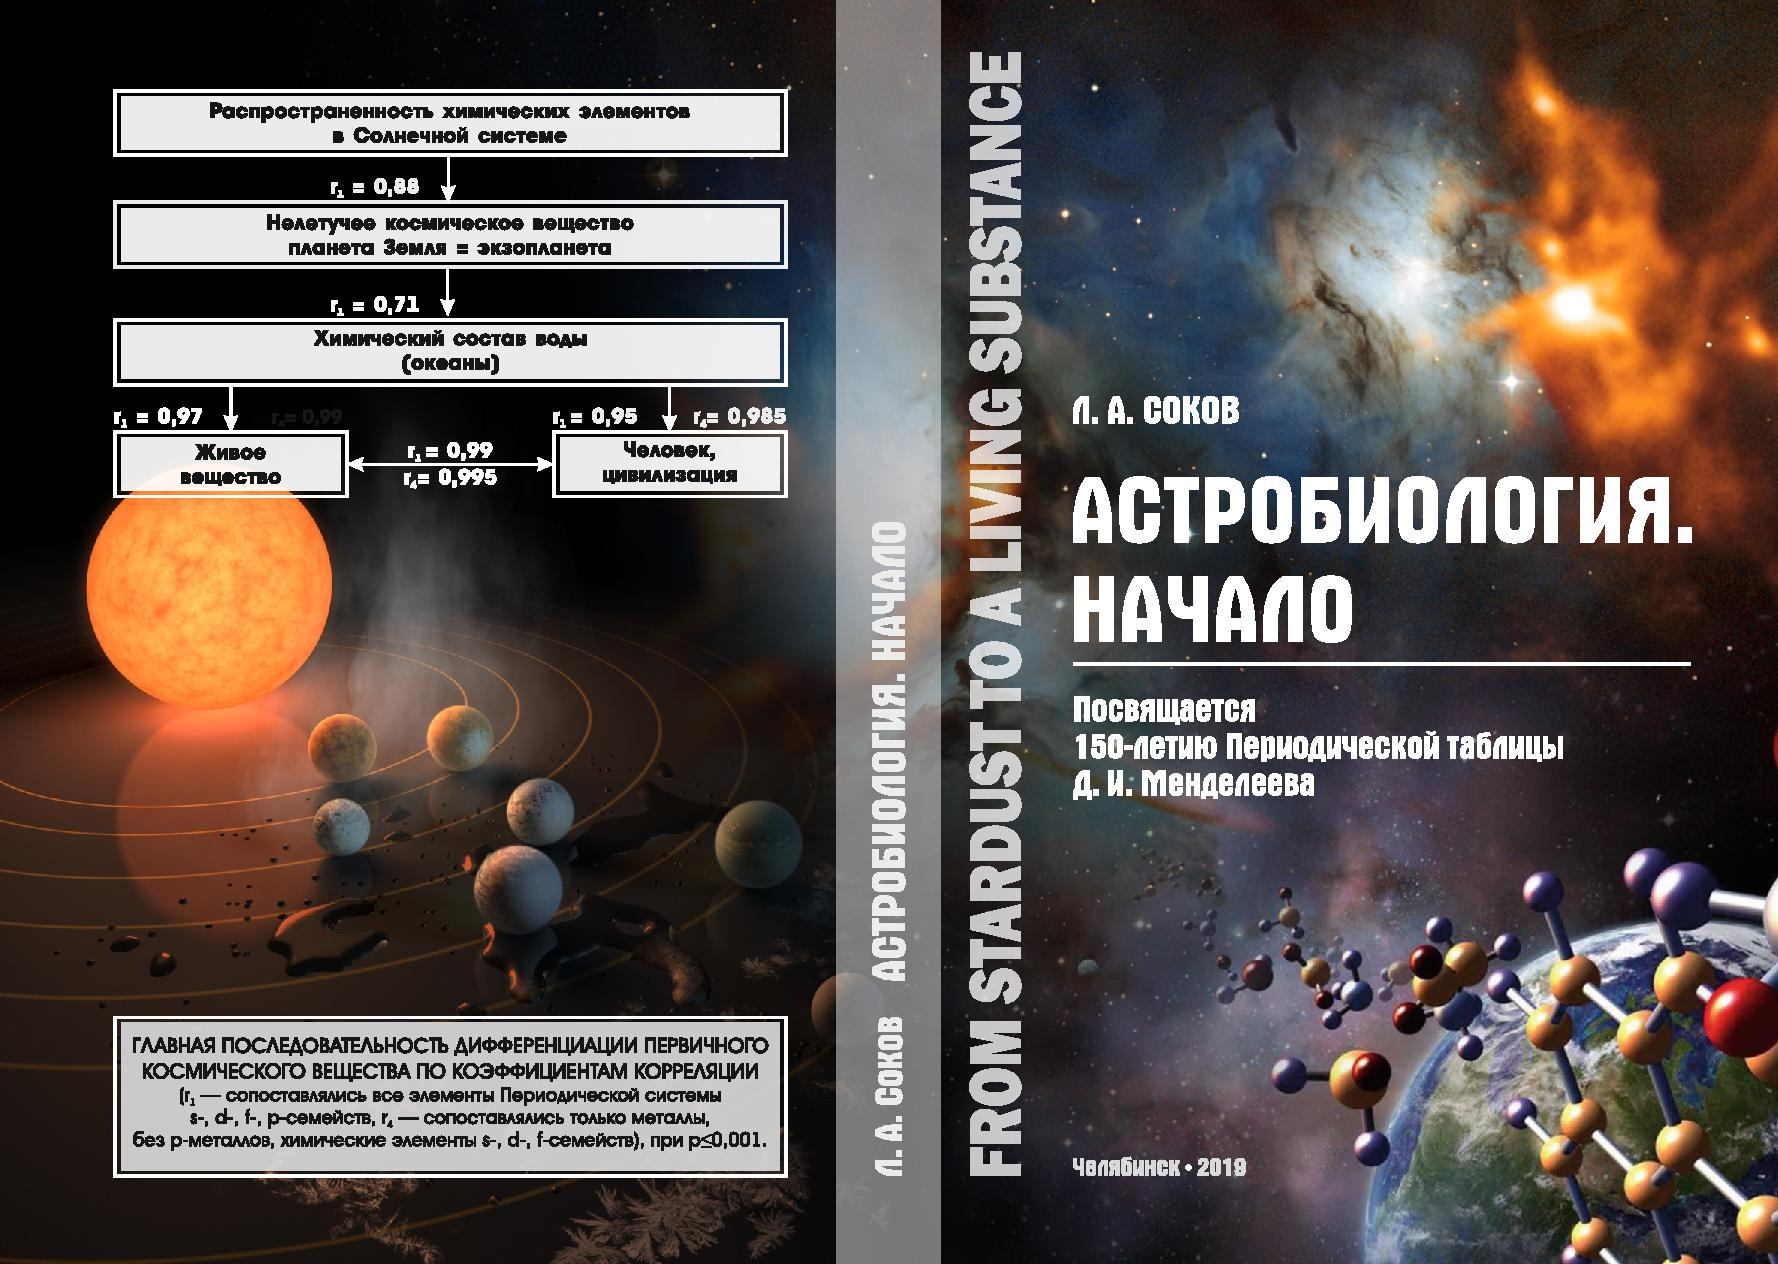 Распространенность химических элементов
в Солнечной системе
r₁ = 0,88
Нелетучее космическое вещество
планета Земля = экзопланета
r₁ = 0,71
Химический состав воды
(океаны)
r₁ = 0,97
r₄= 0,99
r₁ = 0,95
r₄= 0,985
Живое
вещество
r₁ = 0,99
r₄= 0,995
Человек,
цивилизация
ГЛАВНАЯ ПОСЛЕДОВАТЕЛЬНОСТЬ ДИФФЕРЕНЦИАЦИИ ПЕРВИЧНОГО
КОСМИЧЕСКОГО ВЕЩЕСТВА ПО КОЭФФИЦИЕНТАМ КОРРЕЛЯЦИИ
(r₁ — сопоставлялись все элементы Периодической системы
s-, d-, f-, p-семейств, r₄ — сопоставлялись только металлы,
без p-металлов, химические элементы s-, d-, f-семейств), при p≤0,001.
Л. А. СОКОВ АСТРОБИОЛОГИЯ. НАЧАЛО
FROM STARDUST TO A LIVING SUBSTANCE
Л. А. СОКОВ
АСТРОБИОЛОГИЯ.
НАЧАЛО
Посвящается
150-летию Периодической таблицы
Д. И. Менделеева
Челябинск • 2019